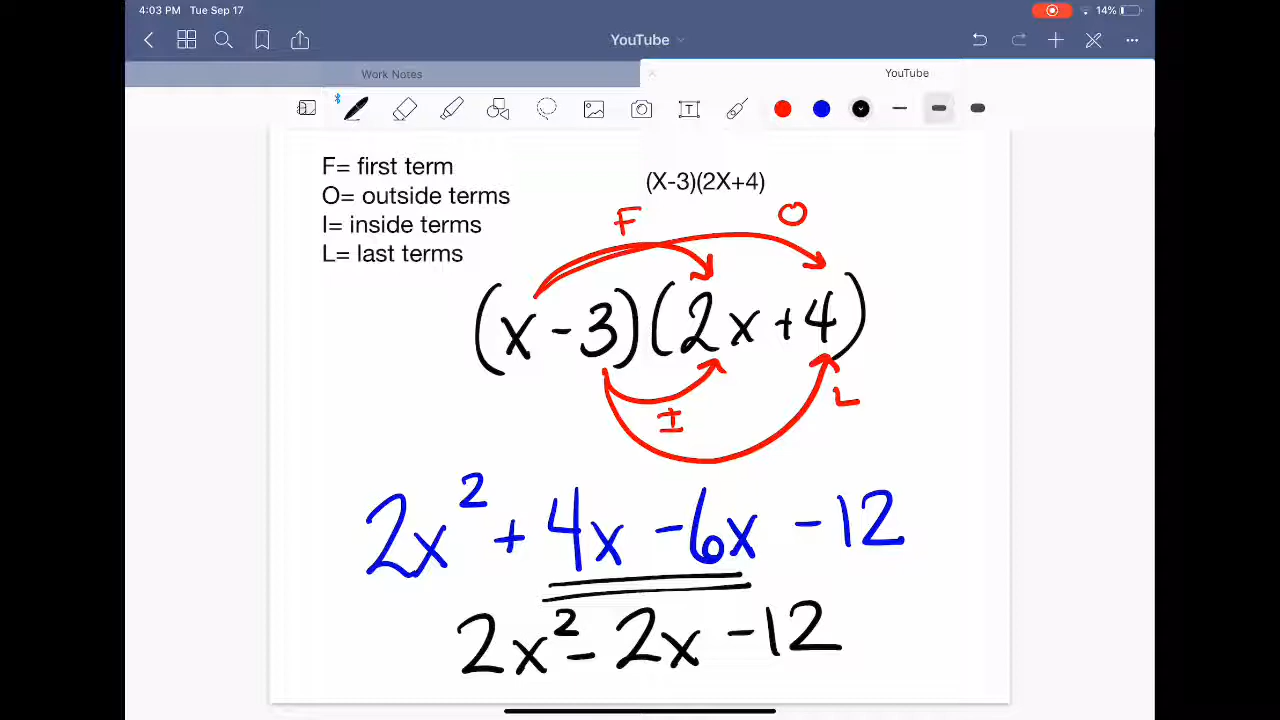 4:03 PM Tue Sep 17
14%
YouTube
Work Notes
YouTube
T
F= first term
O= outside terms
I= inside terms
L= last terms
(X-3)(2X+4)
F
O
(x-3)(2x+4)
I
L
2x² + 4x - 6x - 12
2x² - 2x - 12